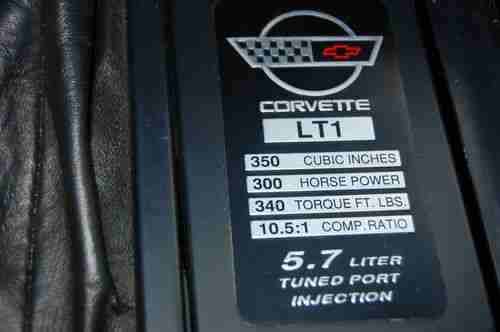 CORVETTE
LT1
350 CUBIC INCHES
300 HORSE POWER
340 TORQUE FT. LBS.
10.5:1 COMP. RATIO
5.7 LITER
TUNED PORT
INJECTION